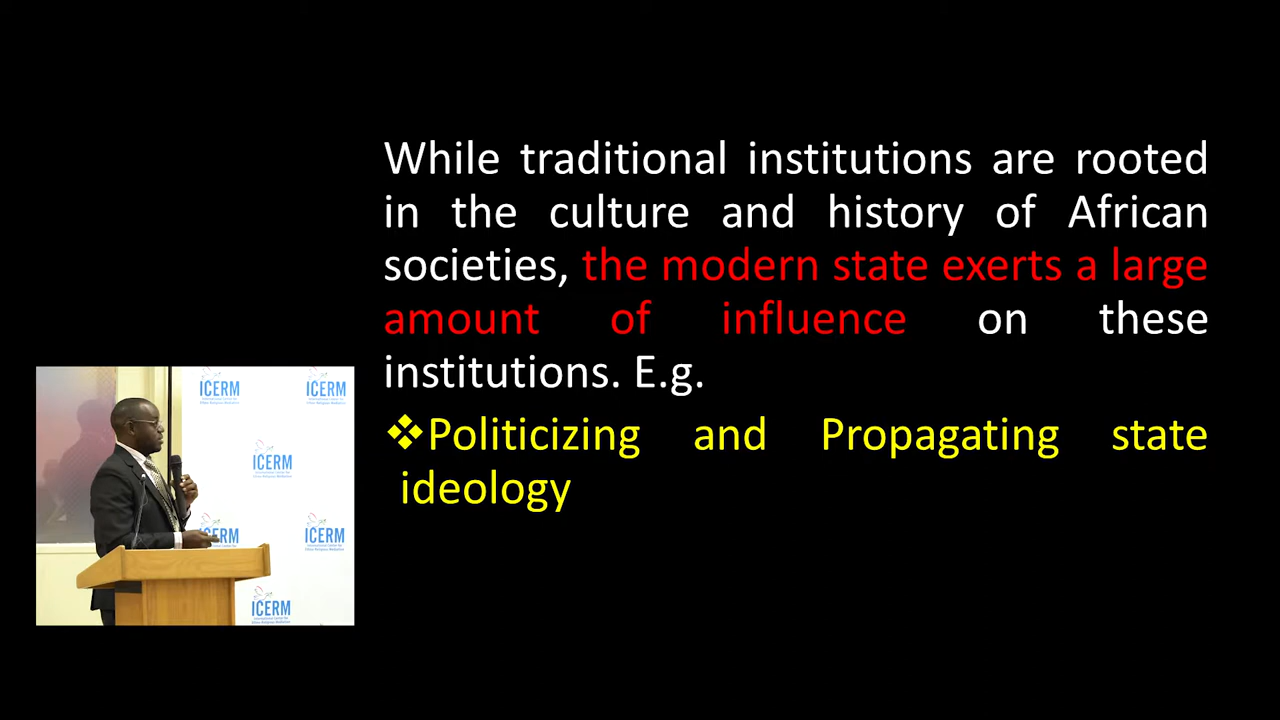 While traditional institutions are rooted
in the culture and history of African
societies, the modern state exerts a large
amount of influence on these
institutions. E.g.
❖Politicizing and Propagating state
ideology
ICERM
ICERM
ICERM
ICERM
ICERM
ICERM